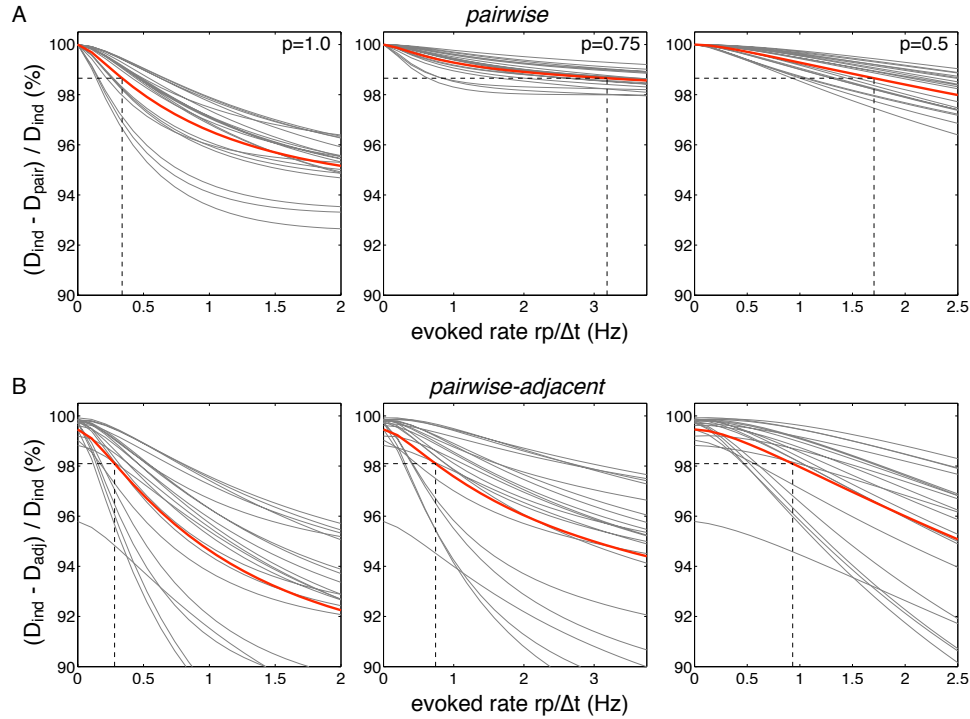 A
pairwise
p=1.0
p=0.75
p=0.5
(D_ind - D_pair) / D_ind (%)
100
98
96
94
92
90
0 0.5 1 1.5 2
0 1 2 3
0 0.5 1 1.5 2 2.5
evoked rate rp/Δt (Hz)
B
pairwise-adjacent
(D_ind - D_adj) / D_ind (%)
100
98
96
94
92
90
0 0.5 1 1.5 2
0 1 2 3
0 0.5 1 1.5 2 2.5
evoked rate rp/Δt (Hz)